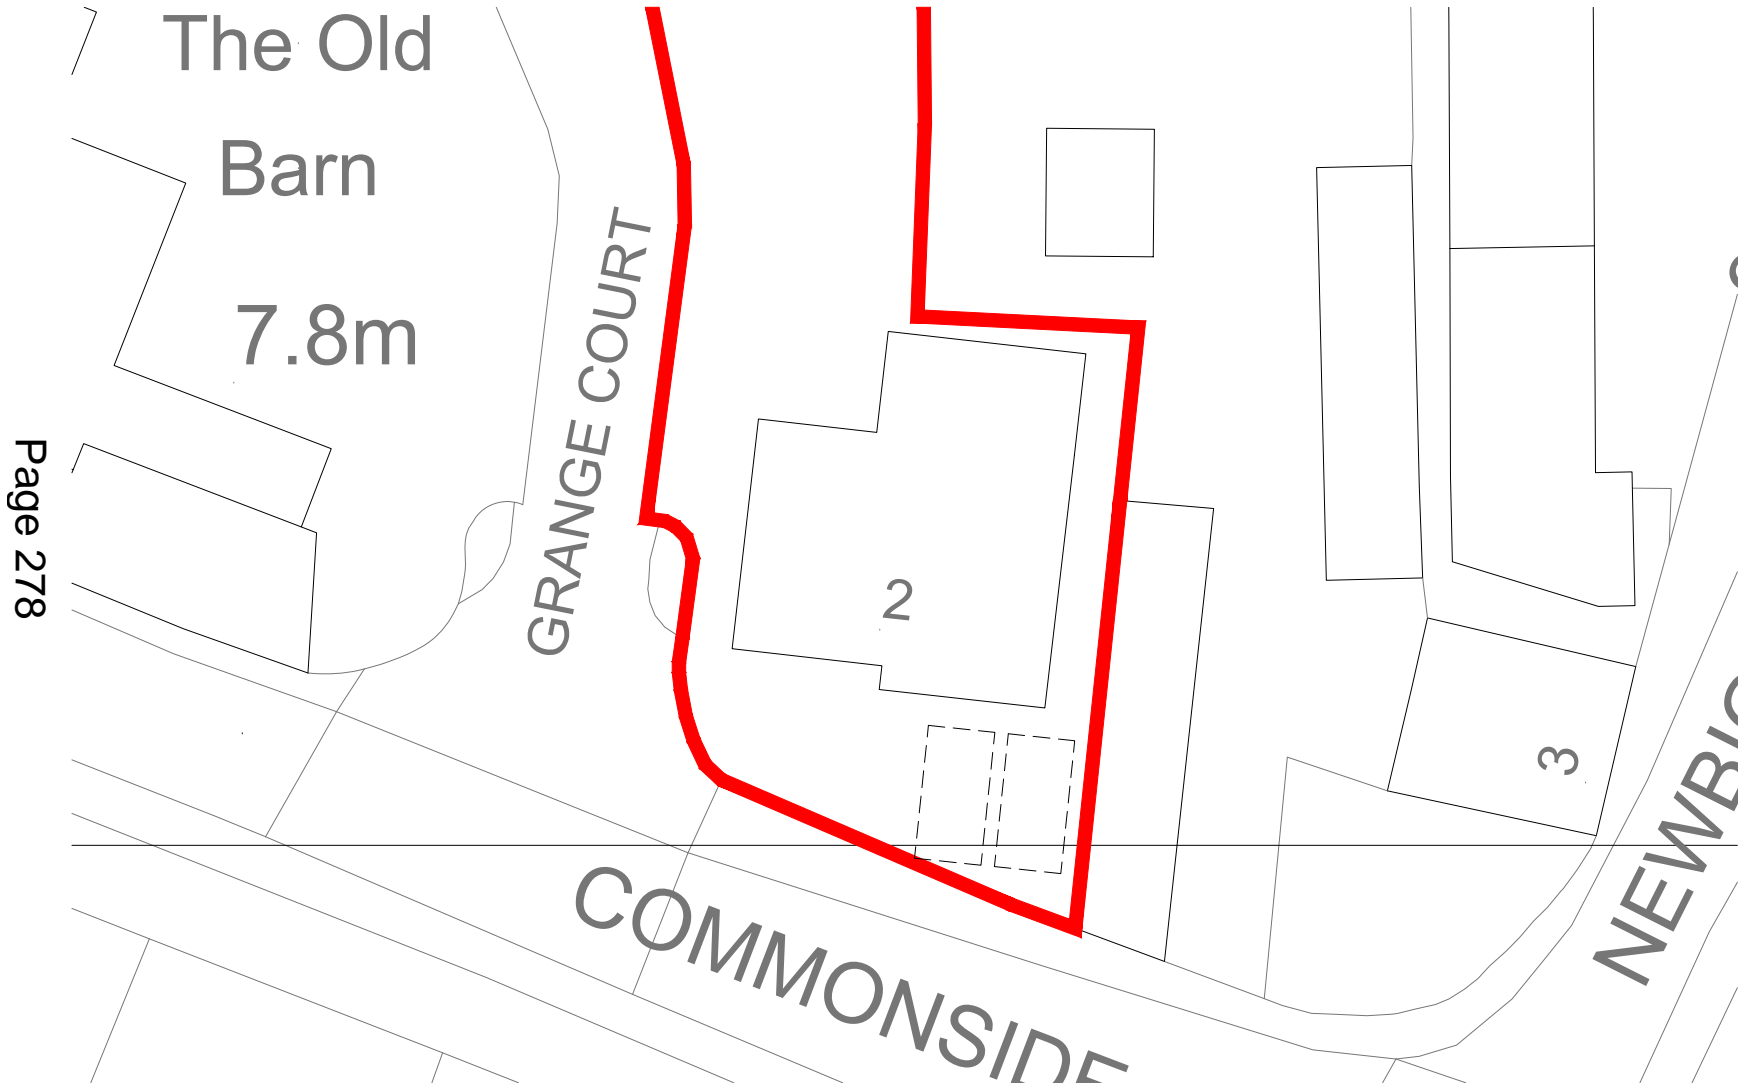 The Old
Barn
7.8m
GRANGE COURT
Page 278
2
3
COMMONSIDE